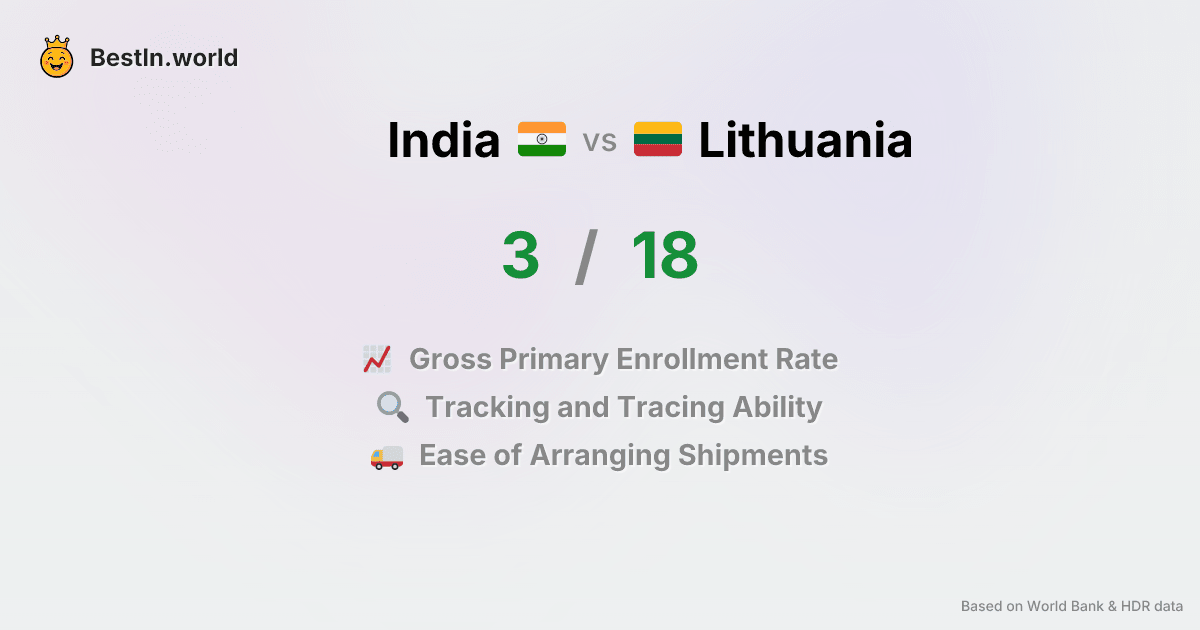 BestIn.world
India vs Lithuania
3 / 18
Gross Primary Enrollment Rate
Tracking and Tracing Ability
Ease of Arranging Shipments
Based on World Bank & HDR data